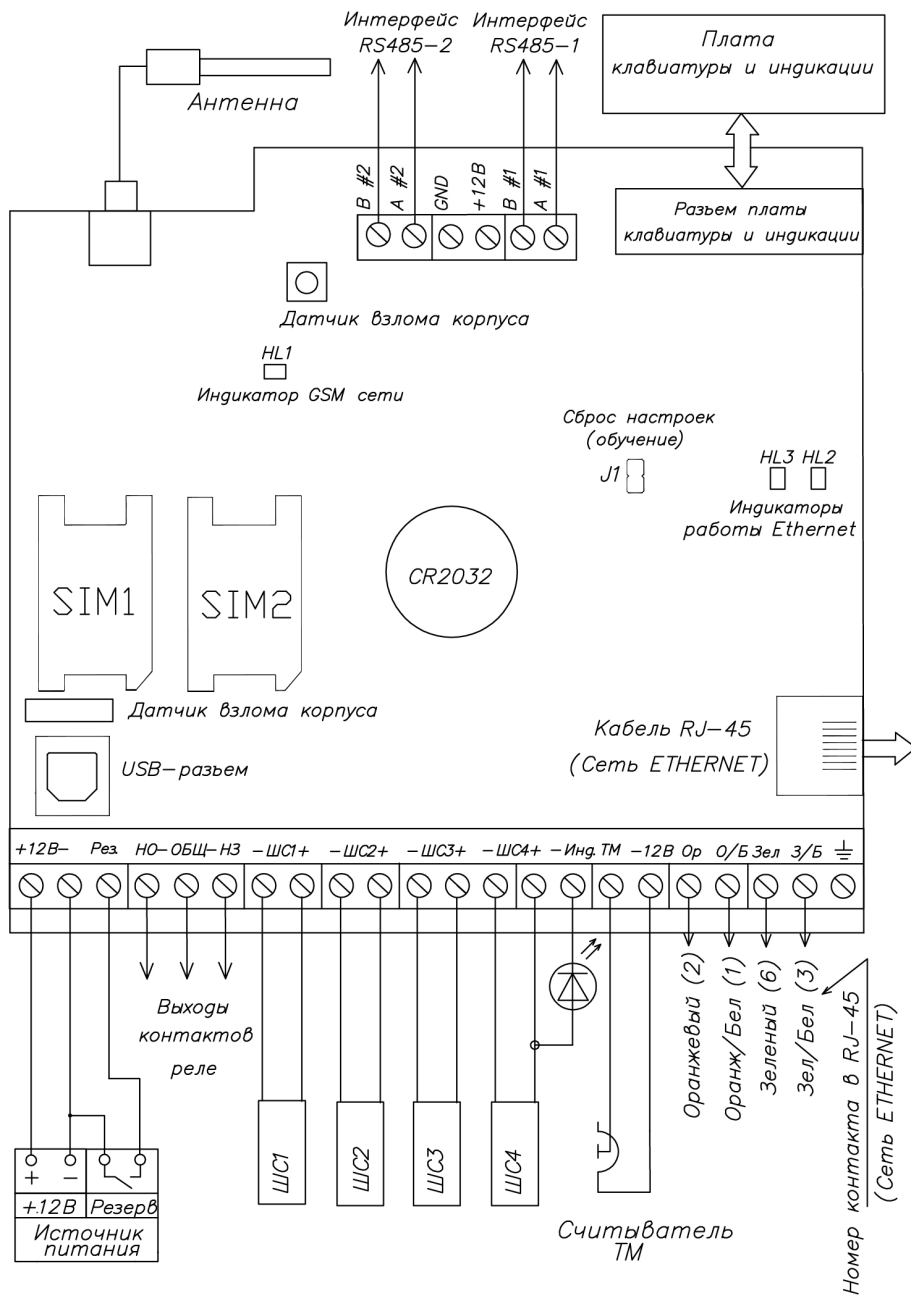 Интерфейс
RS485-2
Интерфейс
RS485-1
Плата
клавиатуры и индикации
Антенна
B #2
A #2
GND
+12В
B #1
A #1
Разъем платы
клавиатуры и индикации
Датчик взлома корпуса
HL1
Индикатор GSM сети
Сброс настроек
(обучение)
J1
HL3 HL2
Индикаторы
работы Ethernet
SIM1
SIM2
CR2032
Датчик взлома корпуса
USB-разъем
Кабель RJ-45
(Сеть ETHERNET)
+12В- Рез. НО-ОБЩ-НЗ -ШС1+ -ШС2+ -ШС3+ -ШС4+ -Инд. ТМ -12В Ор О/Б Зел З/Б
Выходы
контактов
реле
Оранжевый (2)
Оранж/Бел (1)
Зеленый (6)
Зел/Бел (3)
Номер контакта в RJ-45
(Сеть ETHERNET)
ШС1
ШС2
ШС3
ШС4
+ -
+.12В Резерв
Источник
питания
Считыватель
ТМ